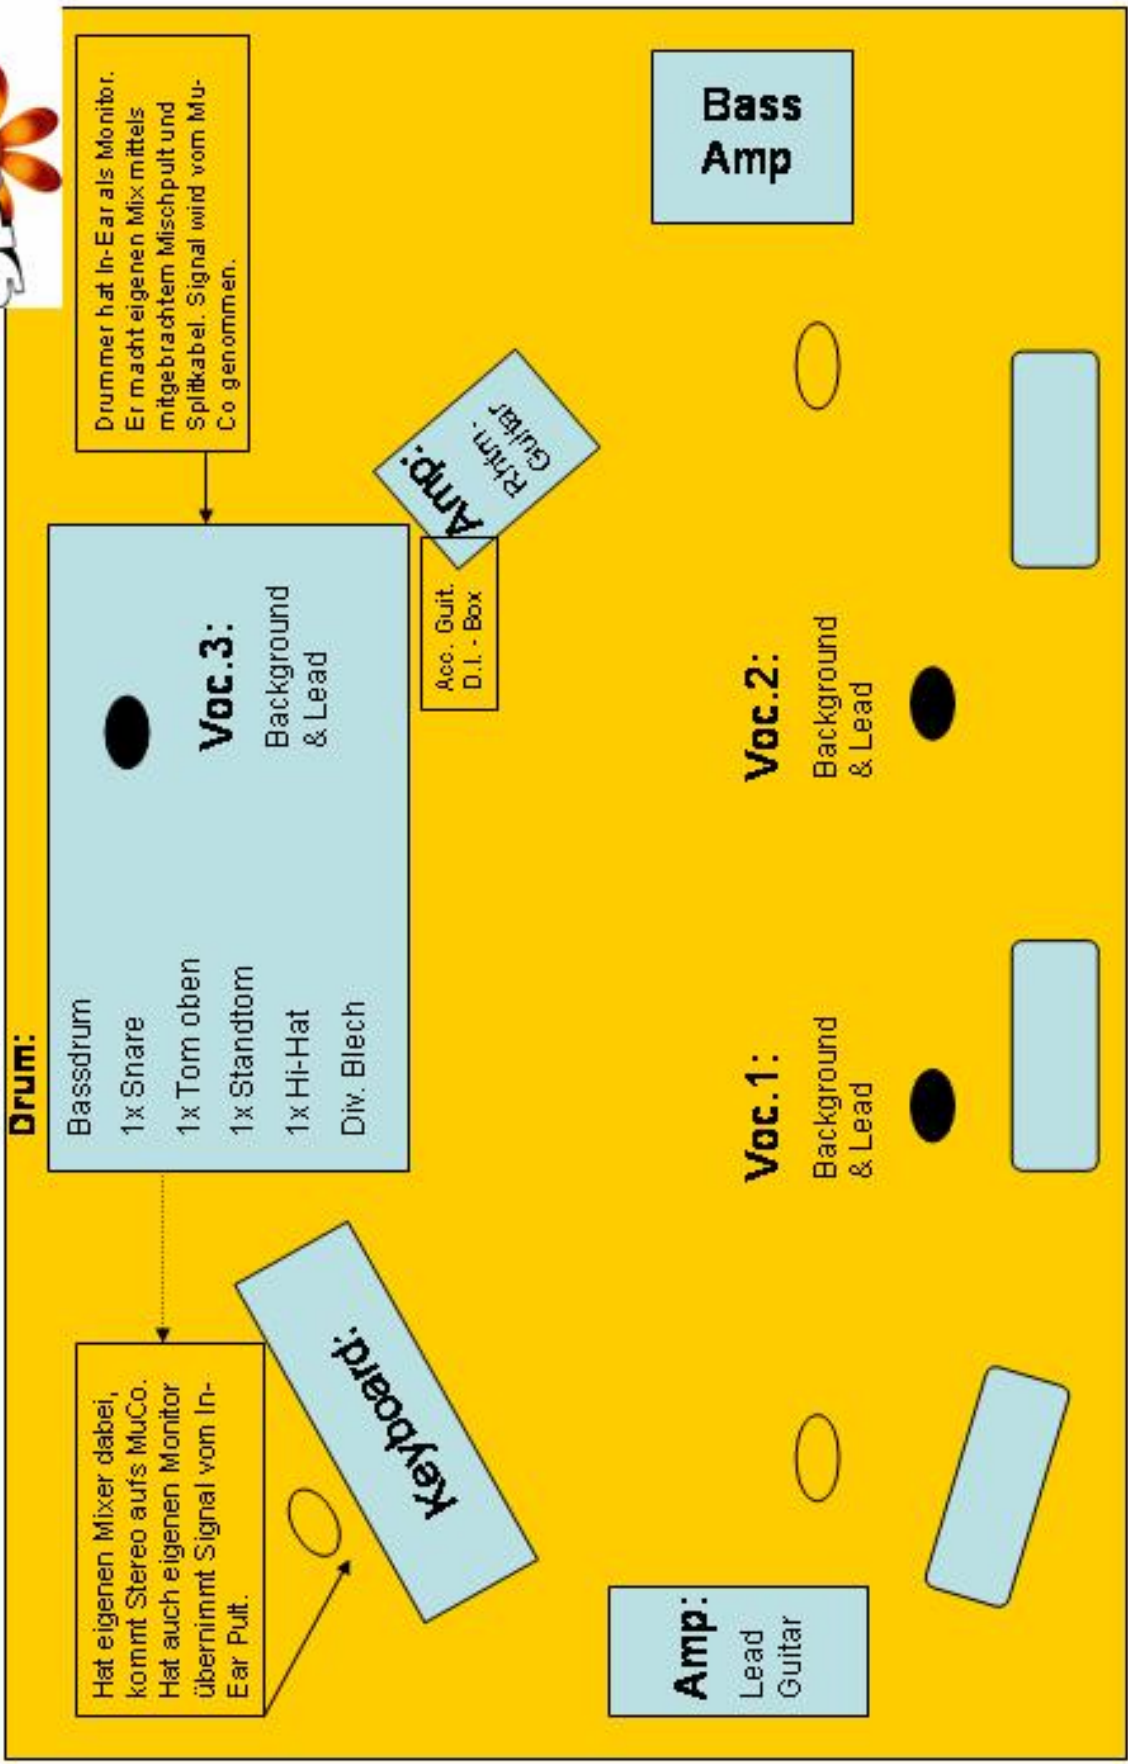 Drum:
Bassdrum
1x Snare
1x Tom oben
1x Standtom
1x Hi-Hat
Div. Blech
Voc.3:
Background
& Lead
Drummer hat In-Ear als Monitor.
Er macht eigenen Mix mittels
mitgebrachtem Mischpult und
Splitkabel. Signal wird vom Mu-
Co genommen.
Hat eigenen Mixer dabei,
kommt Stereo aufs MuCo.
Hat auch eigenen Monitor
übernimmt Signal vom In-
Ear Pult.
Keyboard:
Acc. Guit.
D.I. - Box
Amp:
Rhtm.
Guitar
Amp:
Lead
Guitar
Voc.1:
Background
& Lead
Voc.2:
Background
& Lead
Bass
Amp